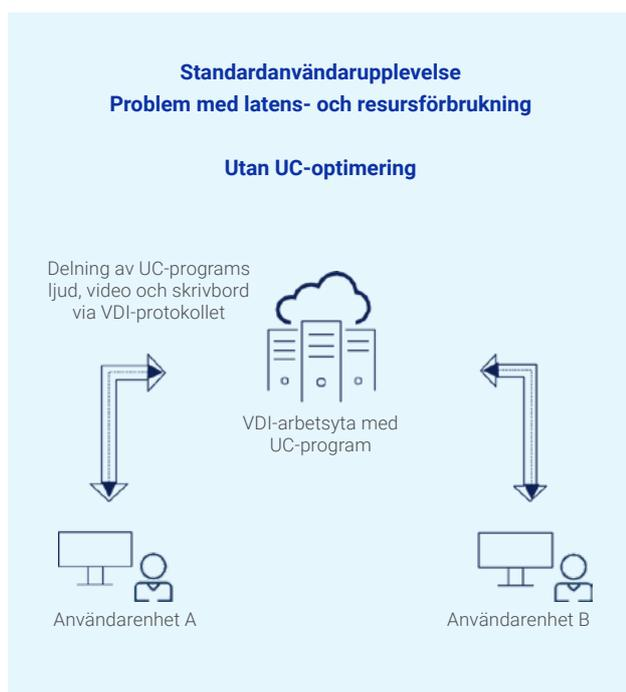 Standardanvändarupplevelse
Problem med latens- och resursförbrukning
Utan UC-optimering
Delning av UC-programs
ljud, video och skrivbord
via VDI-protokollet
VDI-arbetsyta med
UC-program
Användarenhet A
Användarenhet B